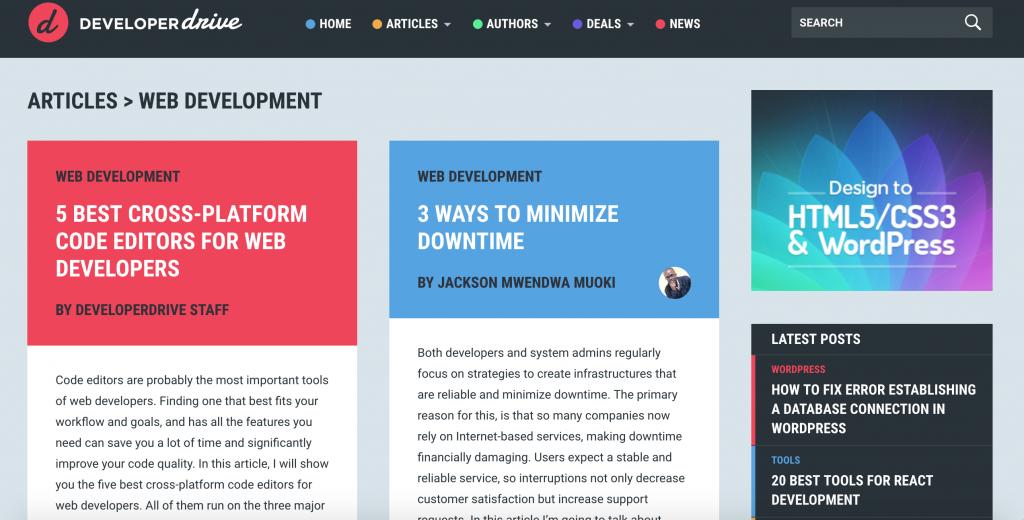 d DEVELOPER drive
HOME ARTICLES AUTHORS DEALS NEWS
SEARCH
ARTICLES > WEB DEVELOPMENT
WEB DEVELOPMENT
5 BEST CROSS-PLATFORM
CODE EDITORS FOR WEB
DEVELOPERS
BY DEVELOPERDRIVE STAFF
Code editors are probably the most important tools
of web developers. Finding one that best fits your
workflow and goals, and has all the features you
need can save you a lot of time and significantly
improve your code quality. In this article, I will show
you the five best cross-platform code editors for
web developers. All of them run on the three major
WEB DEVELOPMENT
3 WAYS TO MINIMIZE
DOWNTIME
BY JACKSON MWENDWA MUOKI
Both developers and system admins regularly
focus on strategies to create infrastructures that
are reliable and minimize downtime. The primary
reason for this, is that so many companies now
rely on Internet-based services, making downtime
financially damaging. Users expect a stable and
reliable service, so interruptions not only decrease
customer satisfaction but increase support
requests. In this article I'm going to talk about
Design to
HTML5/CSS3
& WordPress
LATEST POSTS
WORDPRESS
HOW TO FIX ERROR ESTABLISHING
A DATABASE CONNECTION IN
WORDPRESS
TOOLS
20 BEST TOOLS FOR REACT
DEVELOPMENT